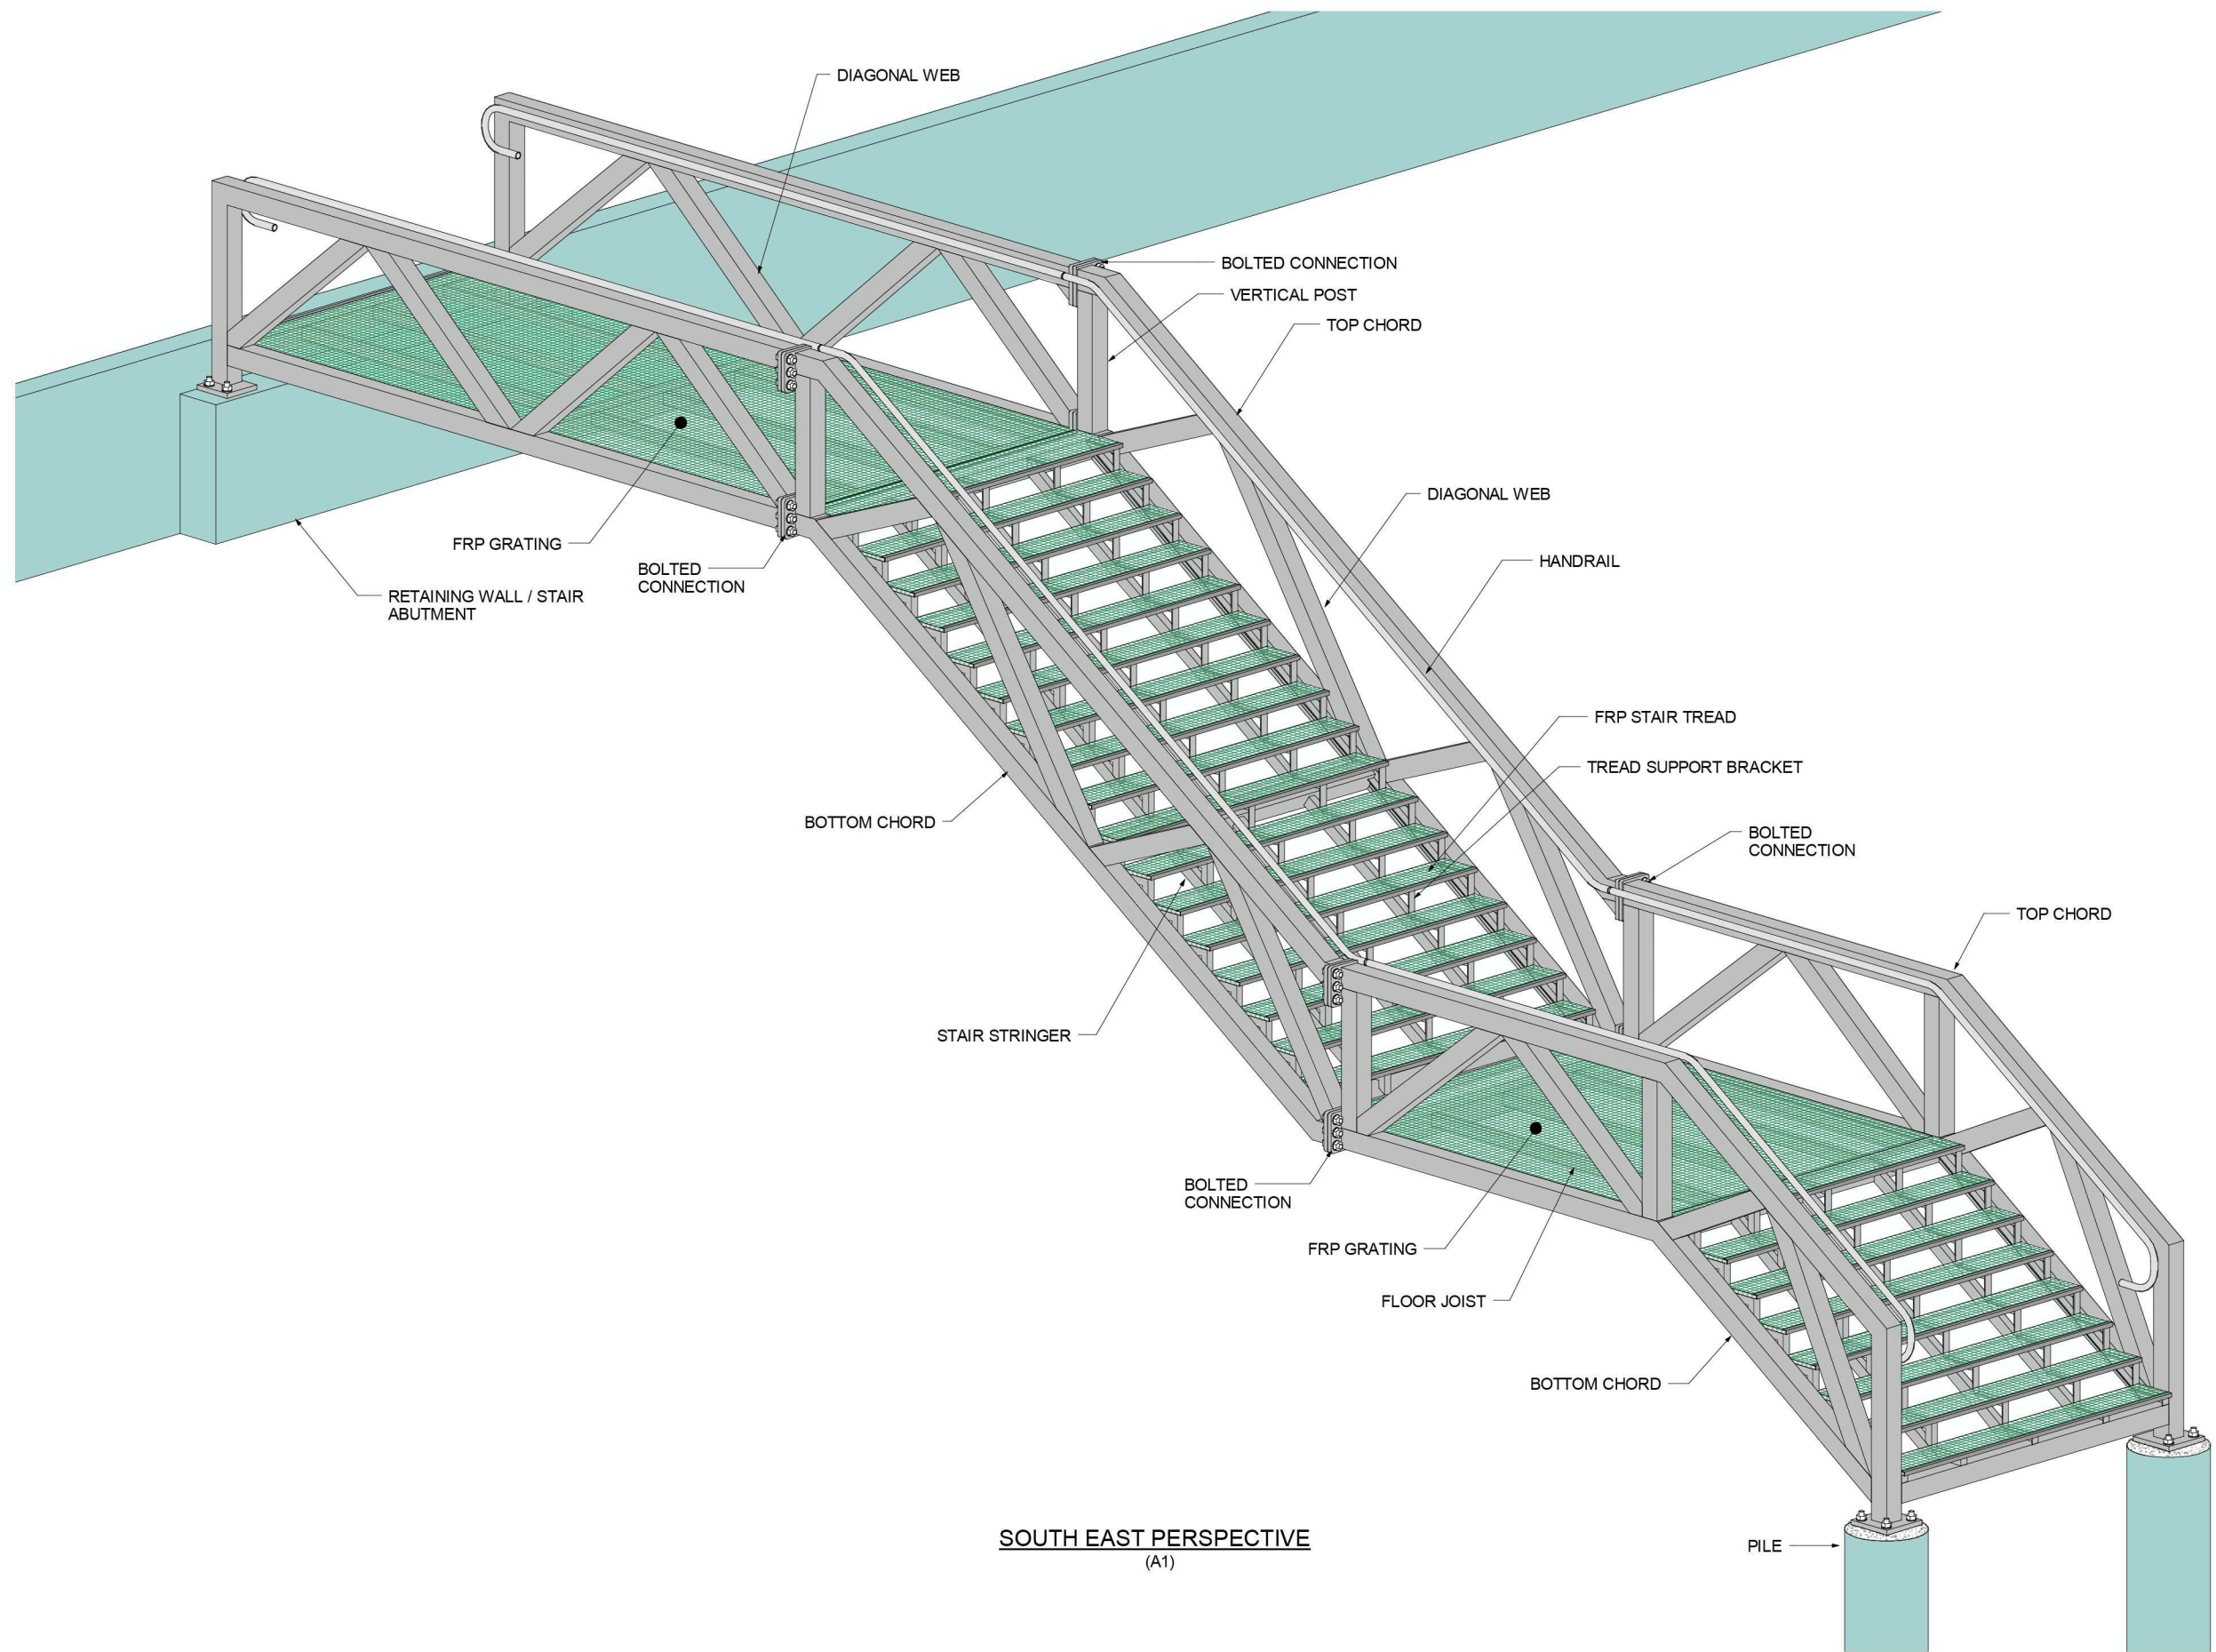 DIAGONAL WEB
BOLTED CONNECTION
VERTICAL POST
TOP CHORD
DIAGONAL WEB
FRP GRATING
HANDRAIL
BOLTED
CONNECTION
RETAINING WALL / STAIR
ABUTMENT
FRP STAIR TREAD
TREAD SUPPORT BRACKET
BOTTOM CHORD
BOLTED
CONNECTION
TOP CHORD
STAIR STRINGER
BOLTED
CONNECTION
FRP GRATING
FLOOR JOIST
BOTTOM CHORD
SOUTH EAST PERSPECTIVE
(A1)
PILE